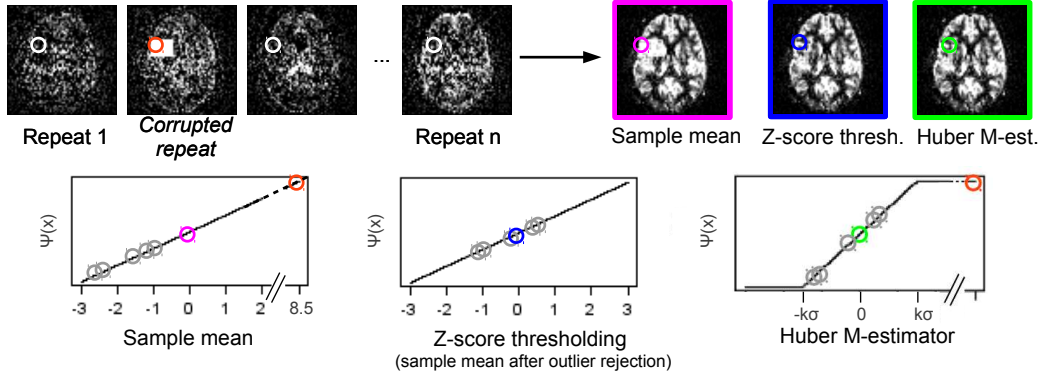 ...
Repeat 1
Corrupted
repeat
Repeat n
Sample mean
Z-score thresh.
Huber M-est.
Ψ(x)
-3 -2 -1 0 1 2 8.5
Sample mean
Ψ(x)
-3 -2 -1 0 1 2 3
Z-score thresholding
(sample mean after outlier rejection)
Ψ(x)
-kσ 0 kσ
Huber M-estimator